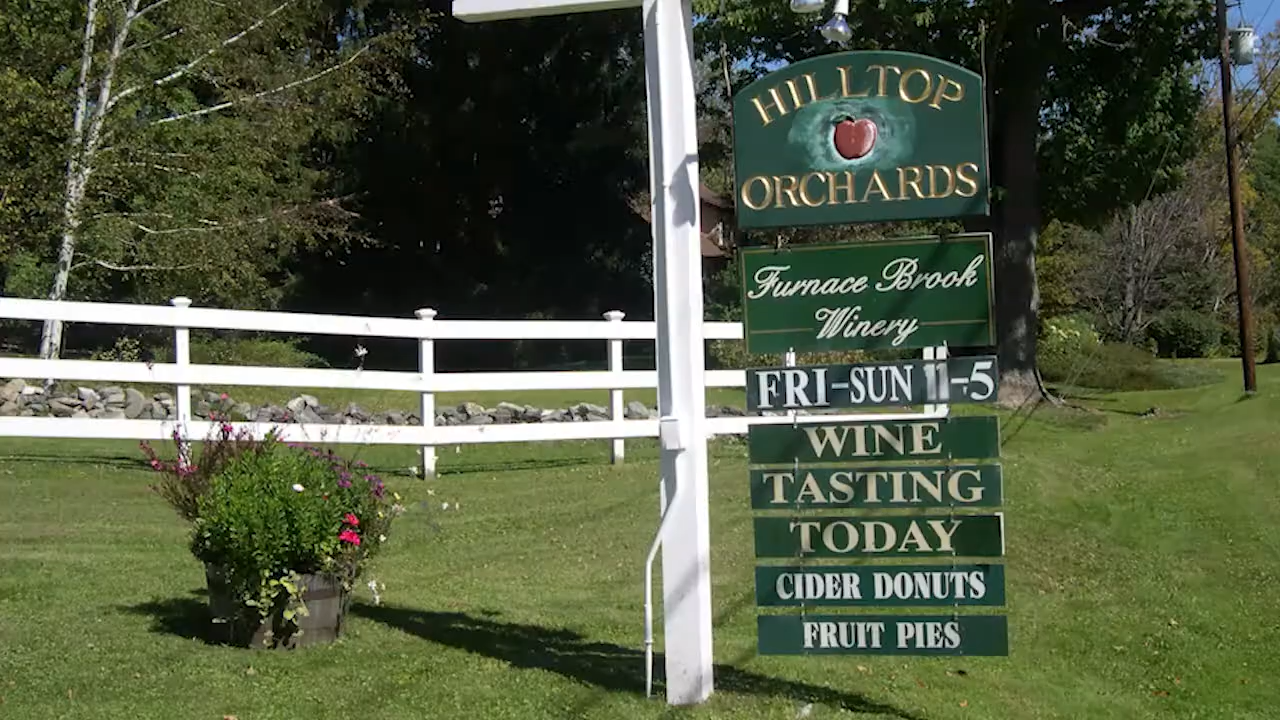 HILLTOP
ORCHARDS
Furnace Brook
Winery
FRI-SUN 11-5
WINE
TASTING
TODAY
CIDER DONUTS
FRUIT PIES